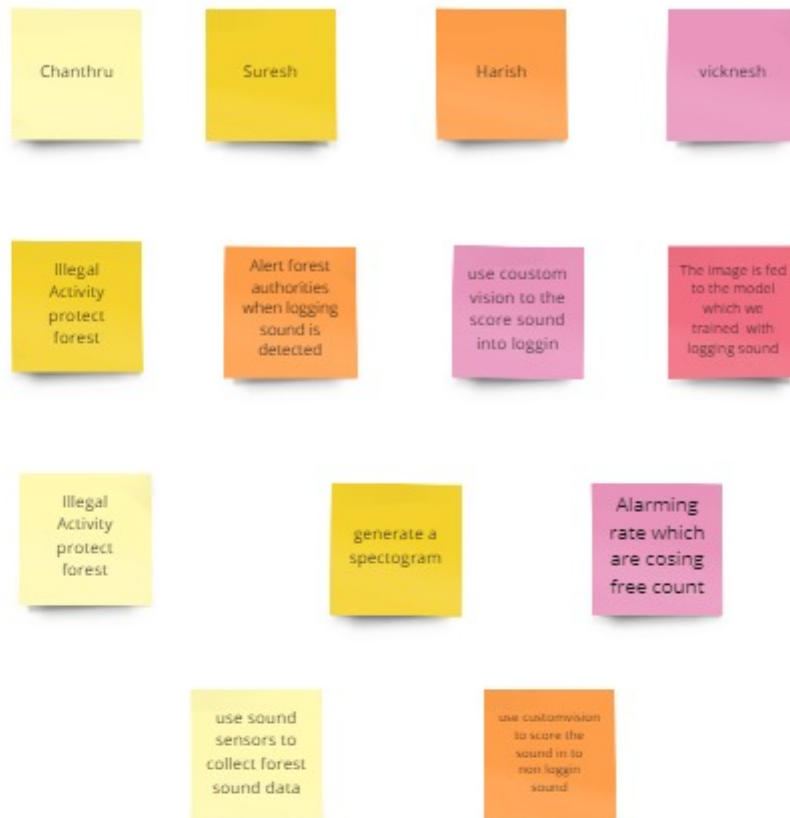 Chanthru
Suresh
Harish
vicknesh
Illegal
Activity
protect
forest
Alert forest
authorities
when logging
sound is
detected
use coustom
vision to the
score sound
into loggin
The image is fed
to the model
which we
trained with
logging sound
Illegal
Activity
protect
forest
generate a
spectogram
Alarming
rate which
are cosing
free count
use sound
sensors to
collect forest
sound data
use customvision
to score the
sound in to
non loggin
sound